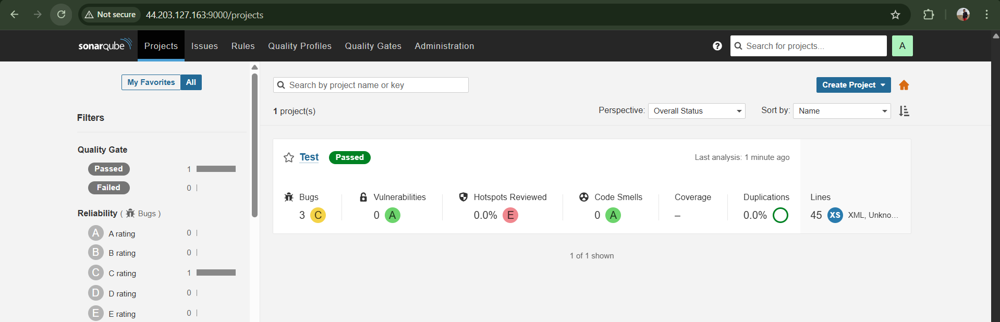 Not secure 44.203.127.163:9000/projects
sonarqube Projects Issues Rules Quality Profiles Quality Gates Administration ? Search for projects... A
My Favorites All
Search by project name or key
Create Project
1 project(s)
Perspective: Overall Status
Sort by: Name
Filters
Quality Gate
Passed 1
Failed 0
Reliability ( Bugs )
A A rating 0
B B rating 0
C C rating 1
D D rating 0
E E rating 0
Test Passed Last analysis: 1 minute ago
Bugs Vulnerabilities Hotspots Reviewed Code Smells Coverage Duplications Lines
3 C 0 A 0.0% E 0 A – 0.0% 45 XS XML, Unkno...
1 of 1 shown